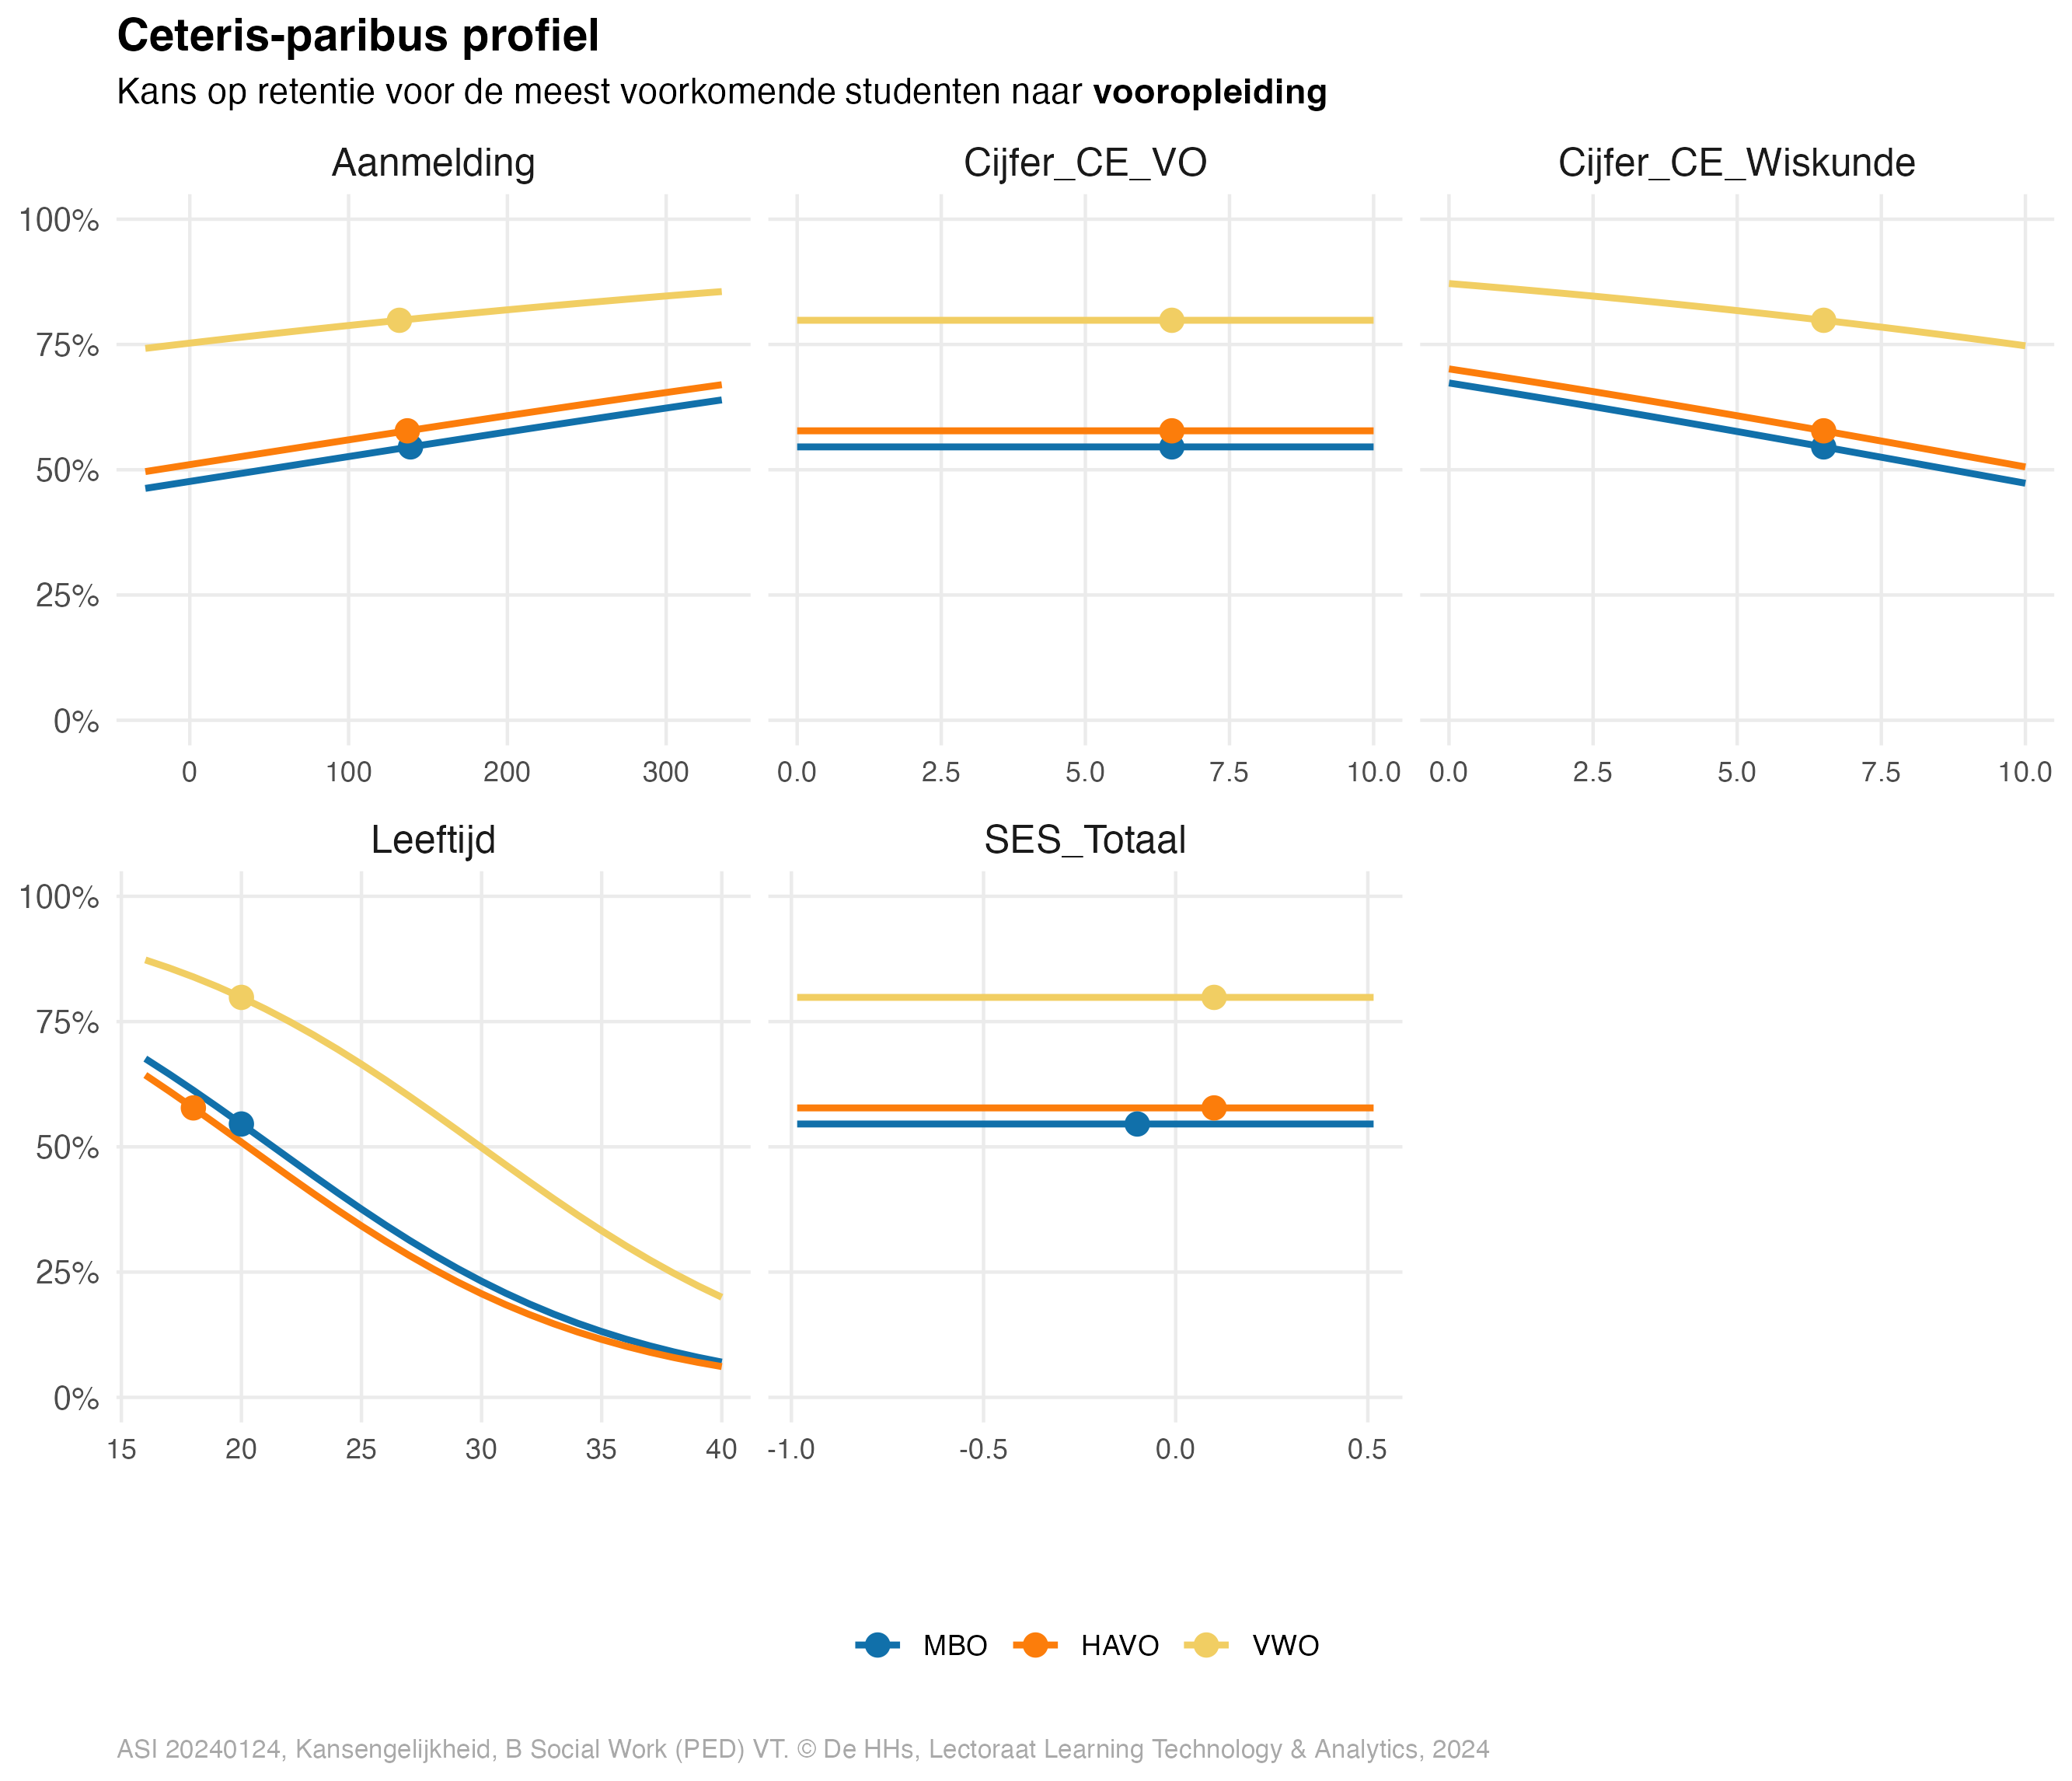 Ceteris-paribus profiel
Kans op retentie voor de meest voorkomende studenten naar vooropleiding
Aanmelding
Cijfer_CE_VO
Cijfer_CE_Wiskunde
100%
75%
50%
25%
0%
0 100 200 300
0.0 2.5 5.0 7.5 10.0
0.0 2.5 5.0 7.5 10.0
Leeftijd
SES_Totaal
100%
75%
50%
25%
0%
15 20 25 30 35 40
-1.0 -0.5 0.0 0.5
MBO HAVO VWO
ASI 20240124, Kansengelijkheid, B Social Work (PED) VT. © De HHs, Lectoraat Learning Technology & Analytics, 2024